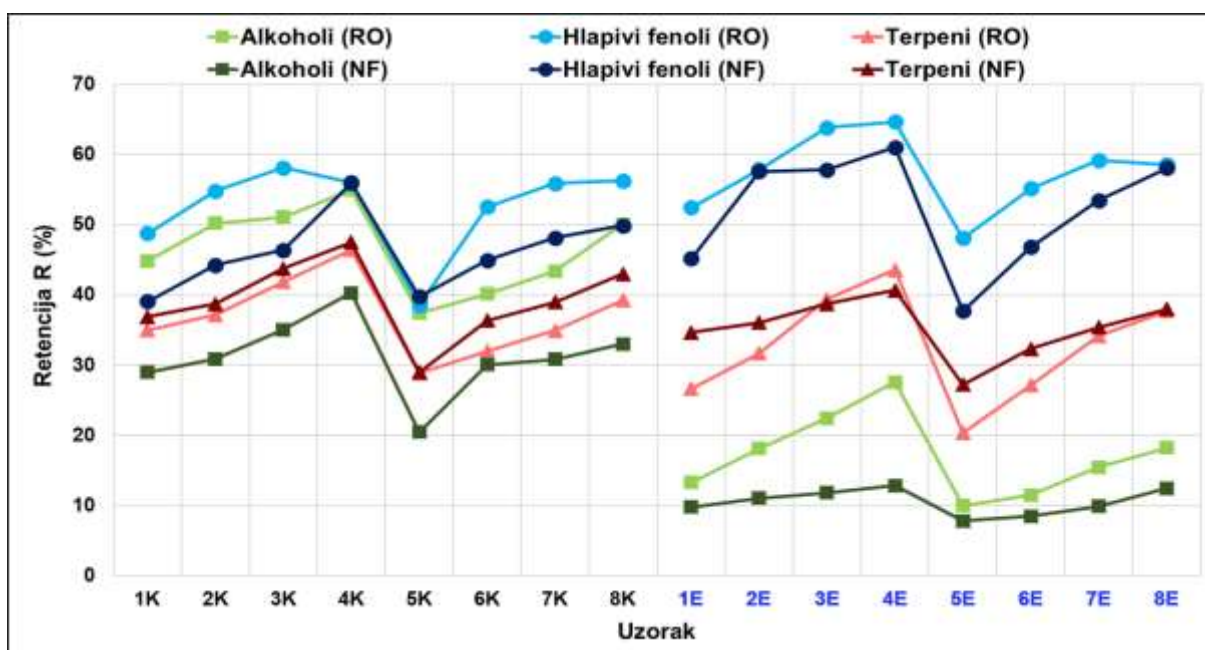 Alkoholi (RO) Hlapivi fenoli (RO) Terpeni (RO)
Alkoholi (NF) Hlapivi fenoli (NF) Terpeni (NF)
70
60
50
40
30
20
10
0
Retencija R (%)
1K 2K 3K 4K 5K 6K 7K 8K 1E 2E 3E 4E 5E 6E 7E 8E
Uzorak